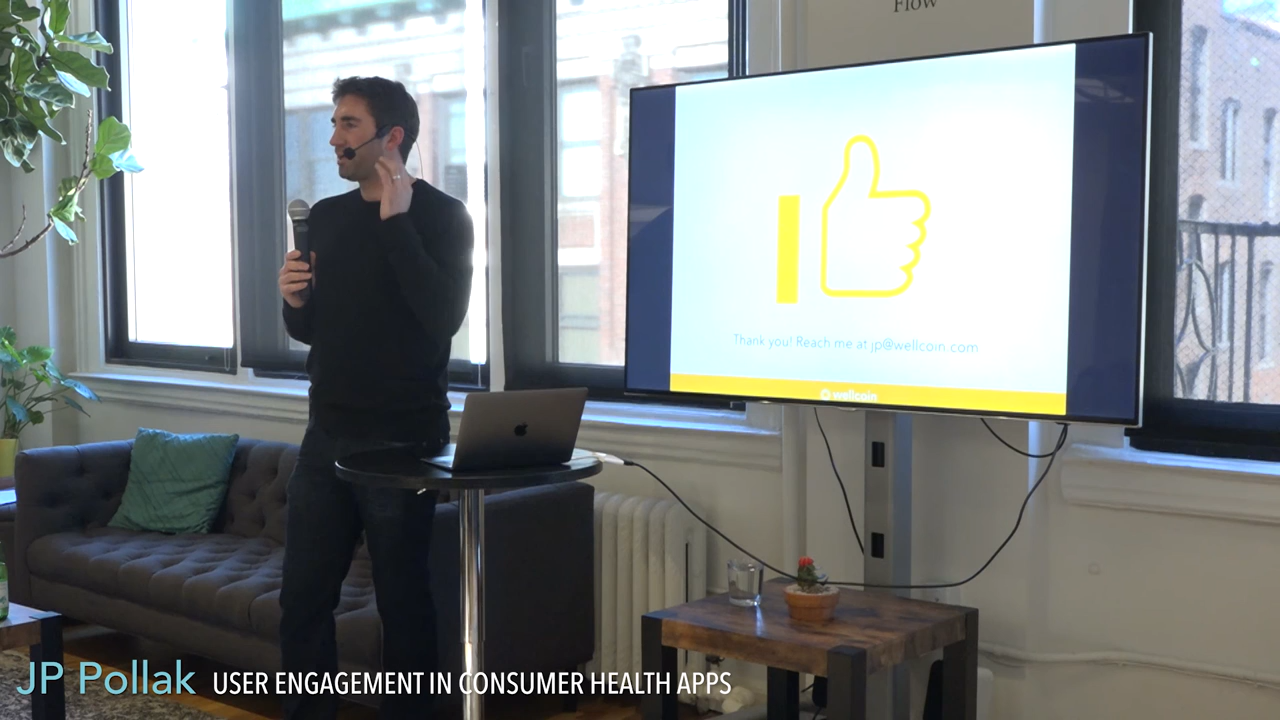 Flow
Thank you! Reach me at jp@wellcoin.com
wellcoin
JP Pollak USER ENGAGEMENT IN CONSUMER HEALTH APPS